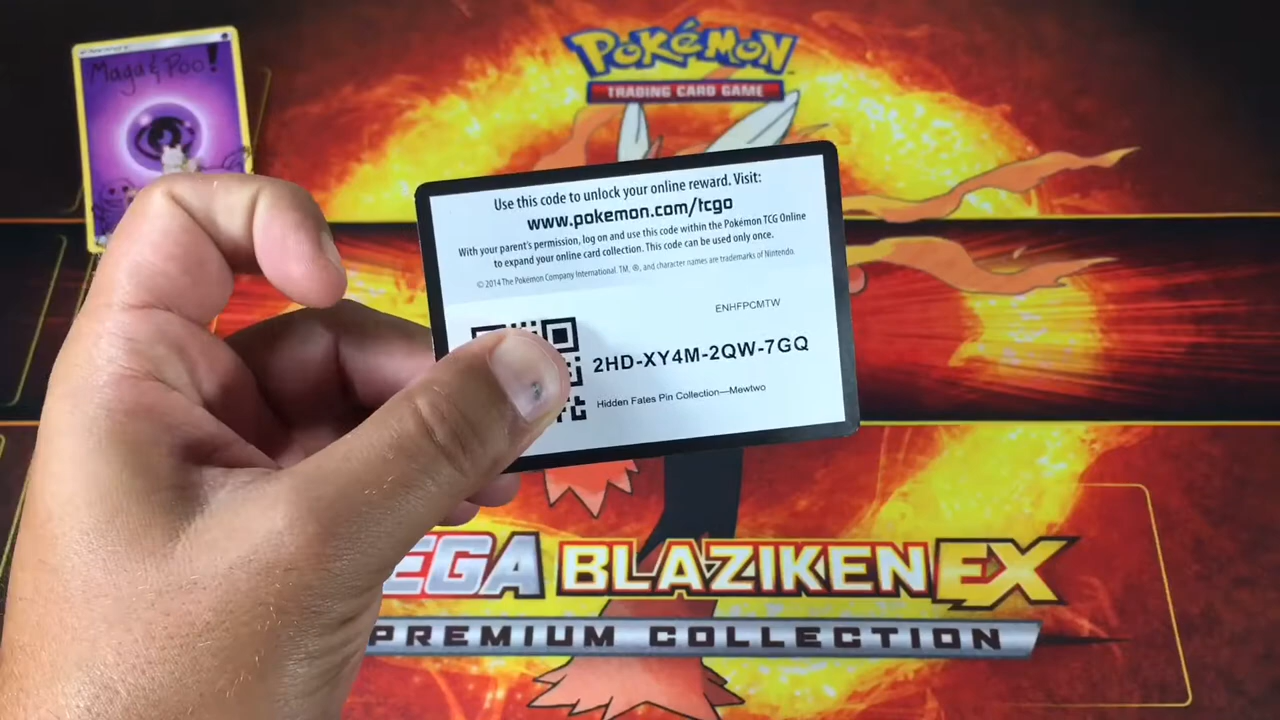 Maga & Poo!
POKéMON
TRADING CARD GAME
Use this code to unlock your online reward. Visit:
www.pokemon.com/tcgo
With your parent's permission, log on and use this code within the Pokémon TCG Online
to expand your online card collection. This code can be used only once.
© 2014 The Pokémon Company International. TM, ®, and character names are trademarks of Nintendo.
ENHFPCMTW
2HD-XY4M-2QW-7GQ
Hidden Fates Pin Collection—Mewtwo
EGA BLAZIKEN EX
PREMIUM COLLECTION